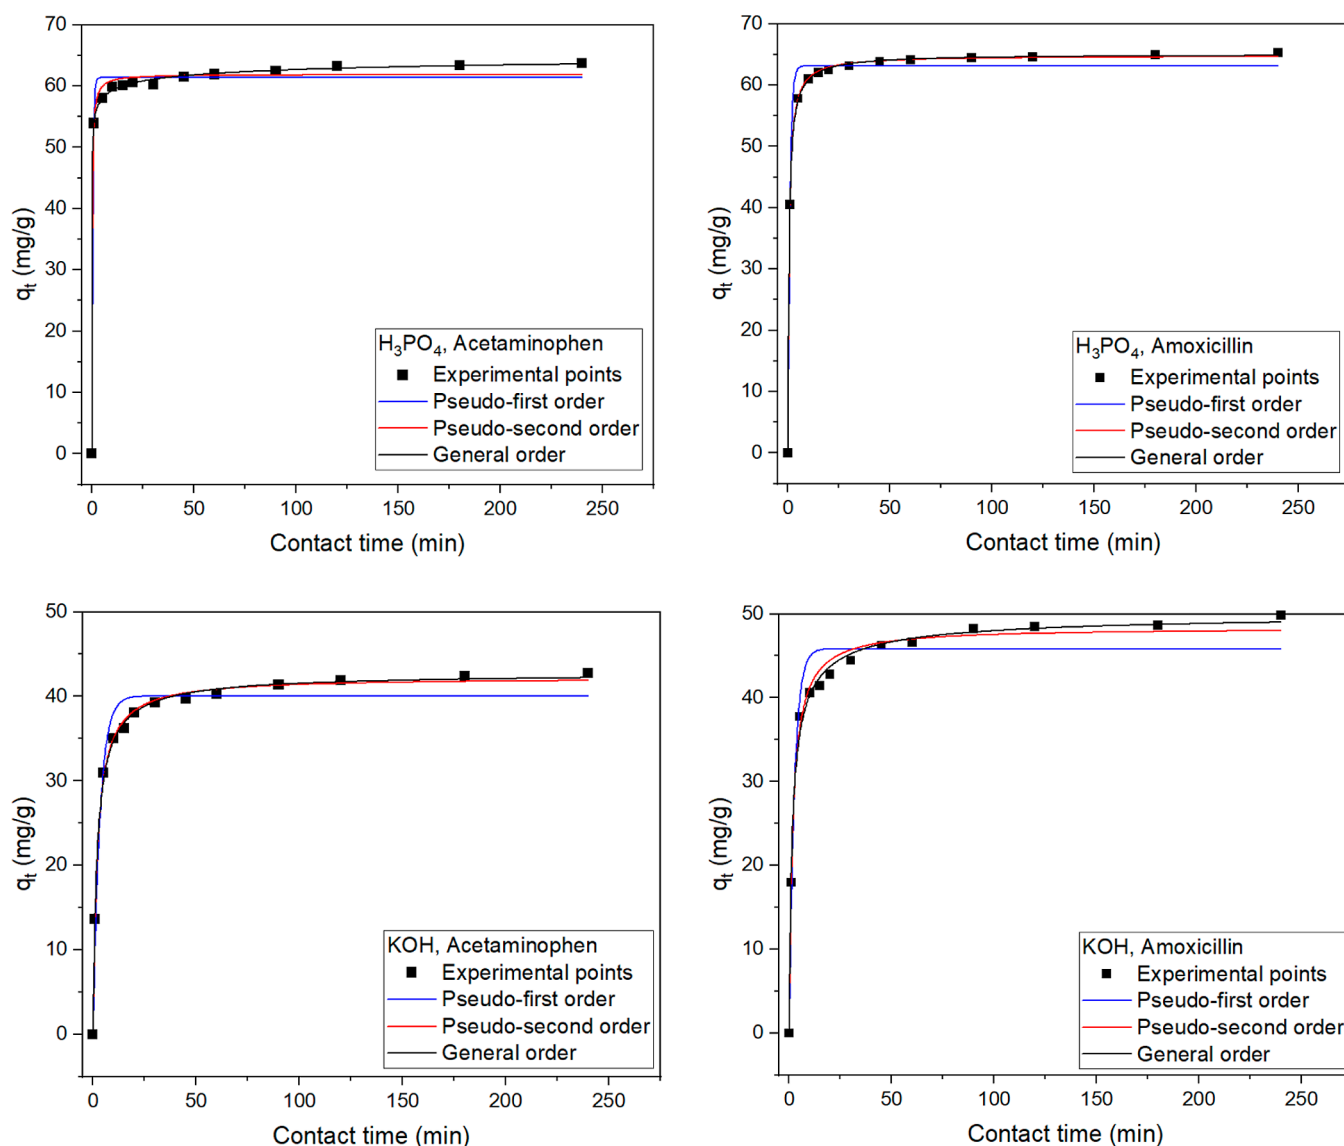 70
60
50
40
30
20
10
0
qt (mg/g)
H3PO4, Acetaminophen
Experimental points
Pseudo-first order
Pseudo-second order
General order
0 50 100 150 200 250
Contact time (min)
70
60
50
40
30
20
10
0
qt (mg/g)
H3PO4, Amoxicillin
Experimental points
Pseudo-first order
Pseudo-second order
General order
0 50 100 150 200 250
Contact time (min)
50
40
30
20
10
0
qt (mg/g)
KOH, Acetaminophen
Experimental points
Pseudo-first order
Pseudo-second order
General order
0 50 100 150 200 250
Contact time (min)
50
40
30
20
10
0
qt (mg/g)
KOH, Amoxicillin
Experimental points
Pseudo-first order
Pseudo-second order
General order
0 50 100 150 200 250
Contact time (min)